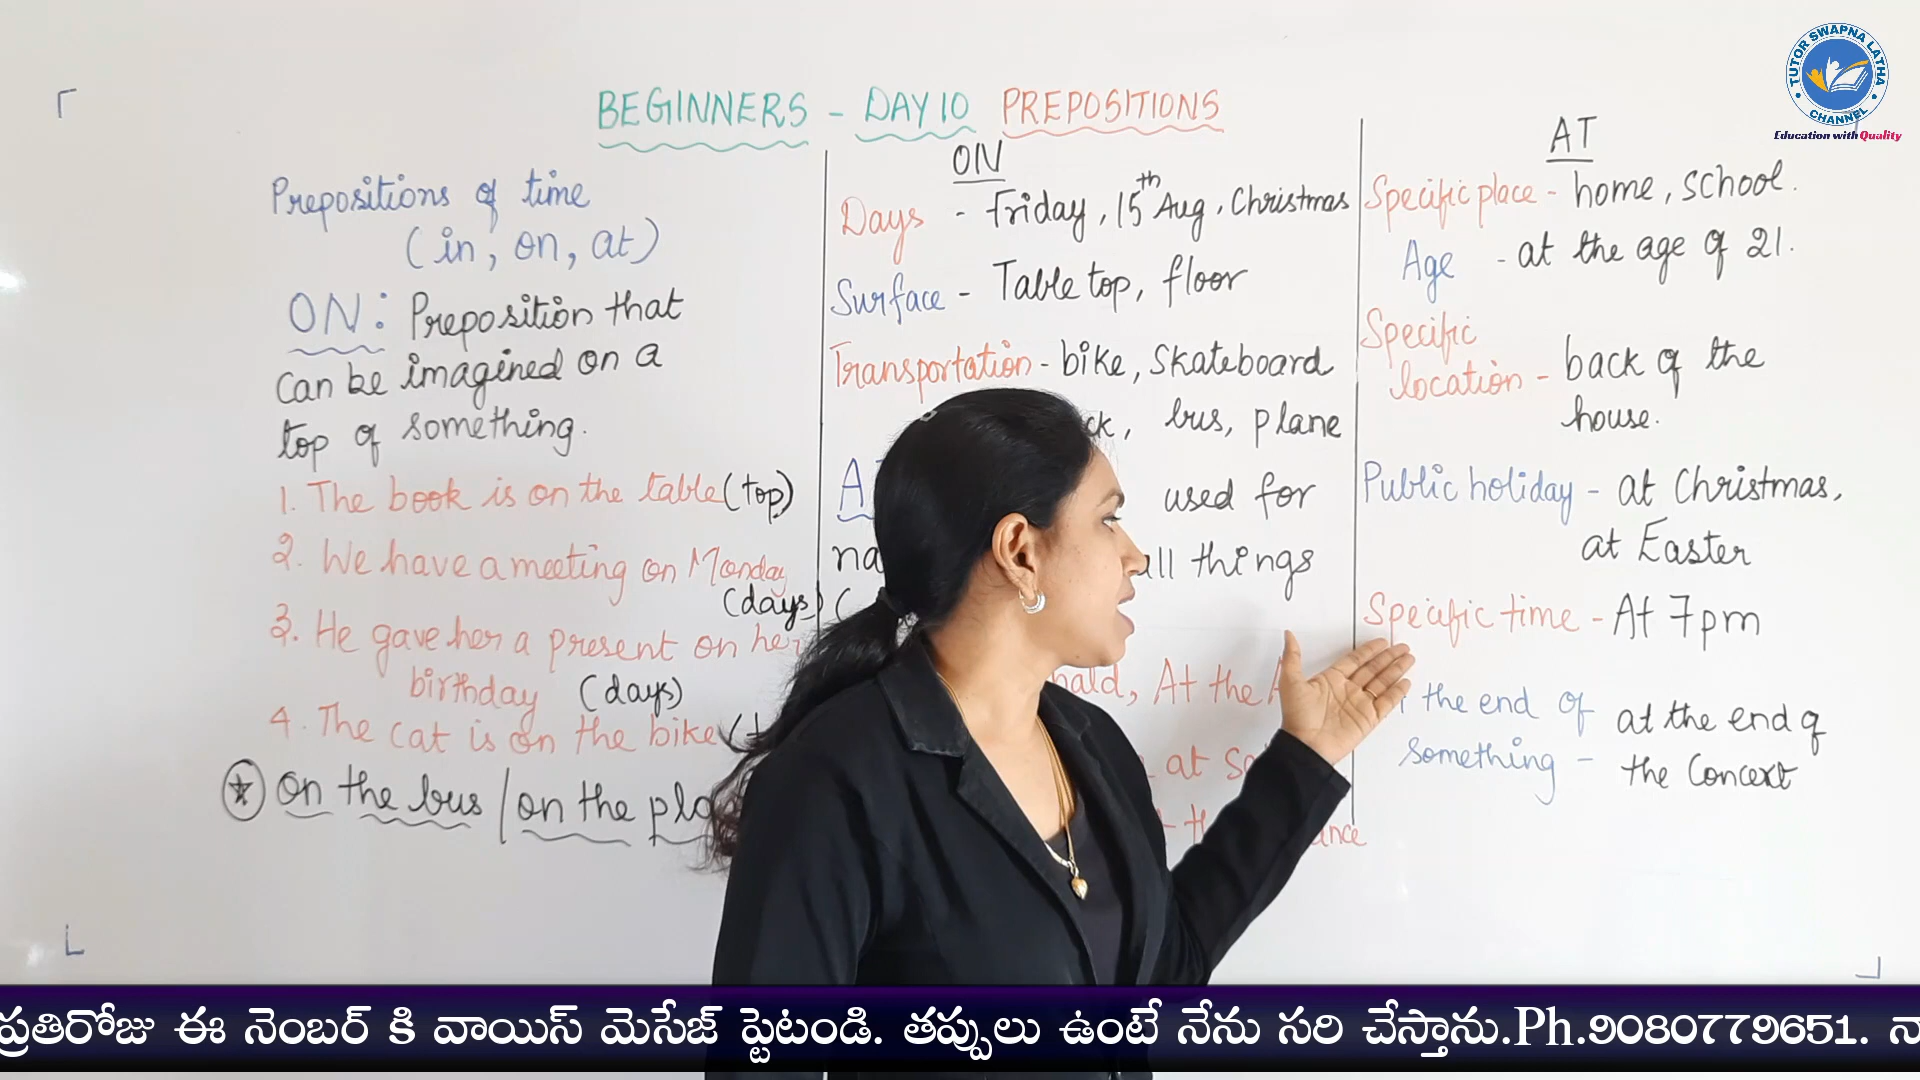 TUTOR SWAPNA LATHA
CHANNEL
Education with Quality
BEGINNERS - DAY 10 PREPOSITIONS
Prepositions of time
(in, on, at)
ON: Preposition that
can be imagined on a
top of something.
1. The book is on the table (top)
2. We have a meeting on Monday
(days)
3. He gave her a present on her
birthday (days)
4. The cat is on the bike
on the bus / on the
ON
Days - Friday, 15th Aug, Christmas
Surface - Table top, floor
Transportation - bike, skateboard
bus, plane
used for
things
At the
at
AT
Specific place - home, school.
Age - at the age of 21.
Specific
location - back of the
house.
Public holiday - at Christmas,
at Easter
Specific time - At 7pm
the end of
something - at the end of
the Concert
ప్రతిరోజు ఈ నెంబర్ కి వాయిస్ మెసేజ్ పెట్టండి. తప్పులు ఉంటే నేను సరి చేస్తాను.Ph.9080779651. నా